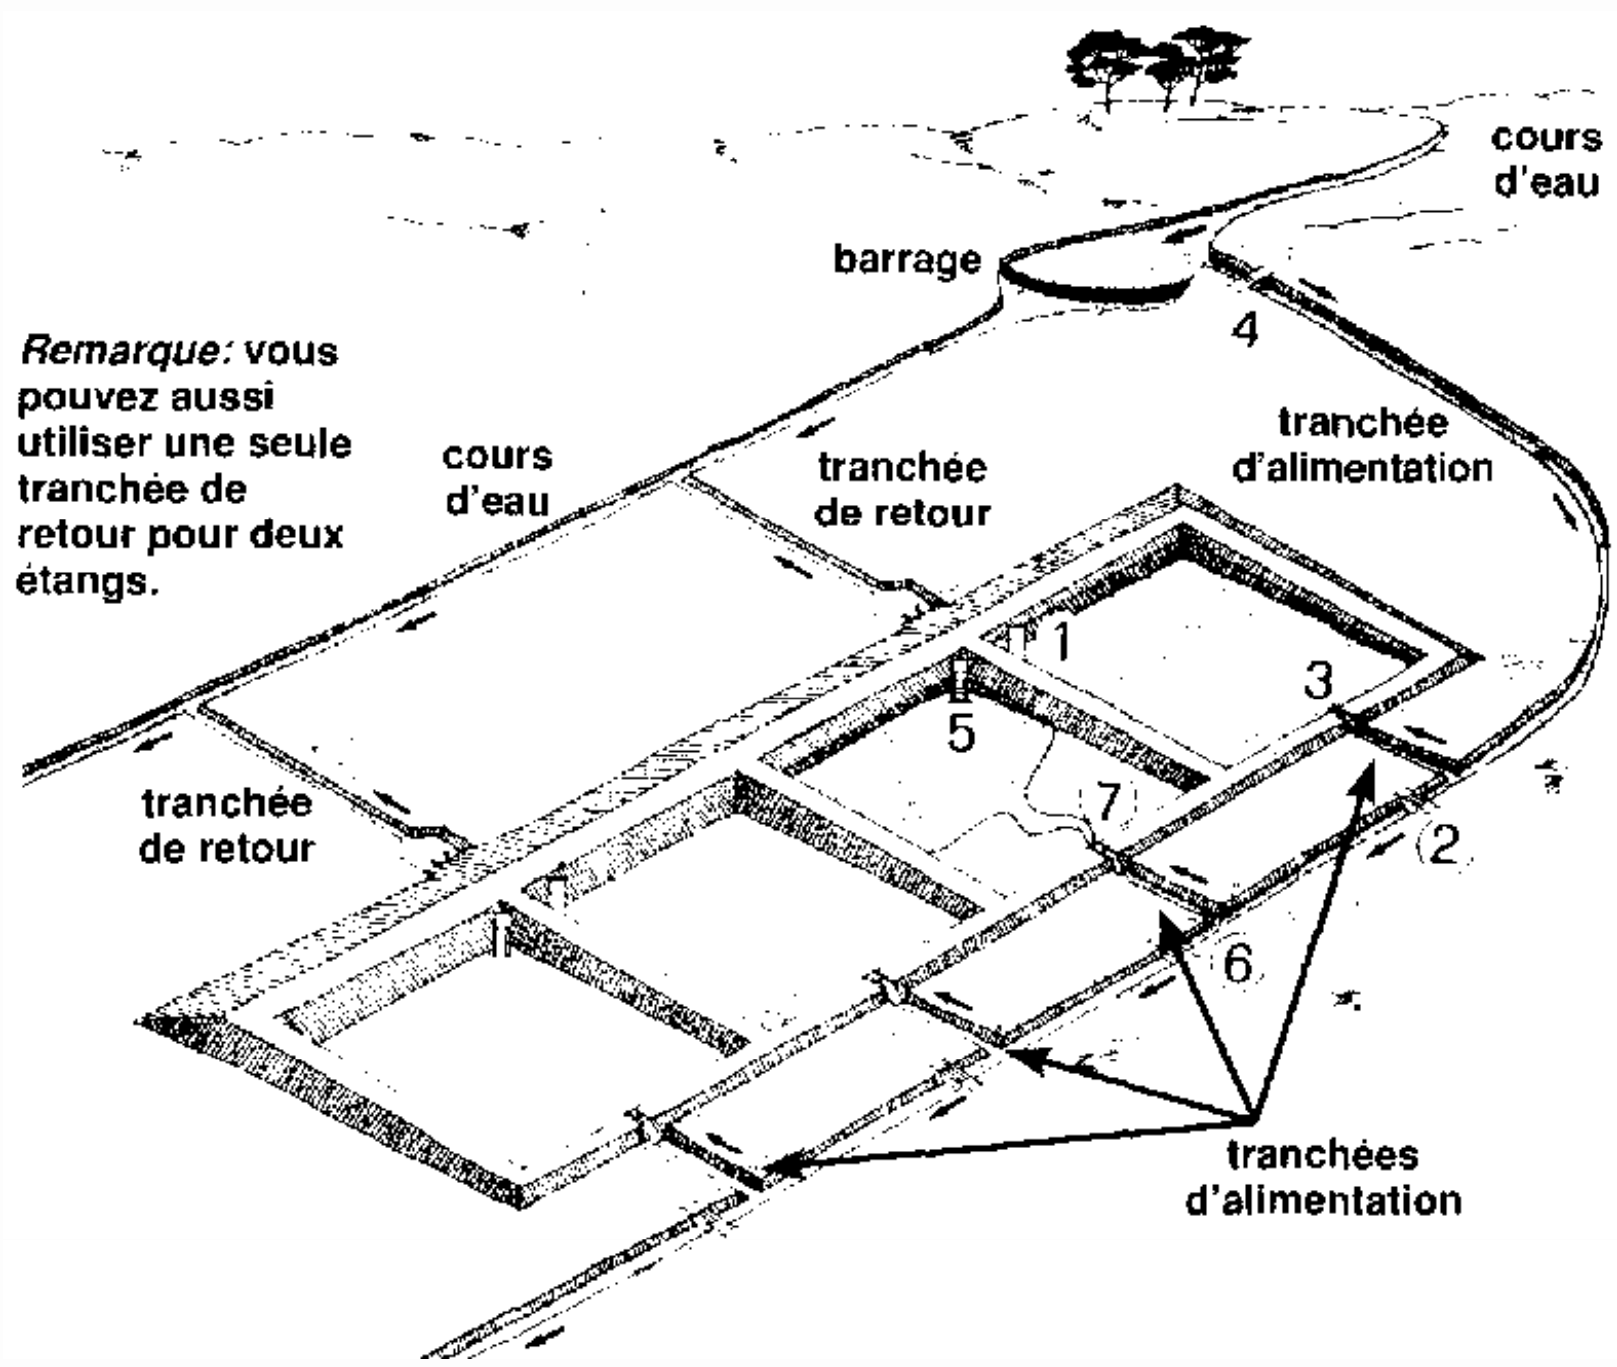 cours
d'eau
barrage
4
Remarque: vous
pouvez aussi
utiliser une seule
tranchée de
retour pour deux
étangs.
cours
d'eau
tranchée
de retour
tranchée
d'alimentation
1
3
5
7
2
tranchée
de retour
6
tranchées
d'alimentation